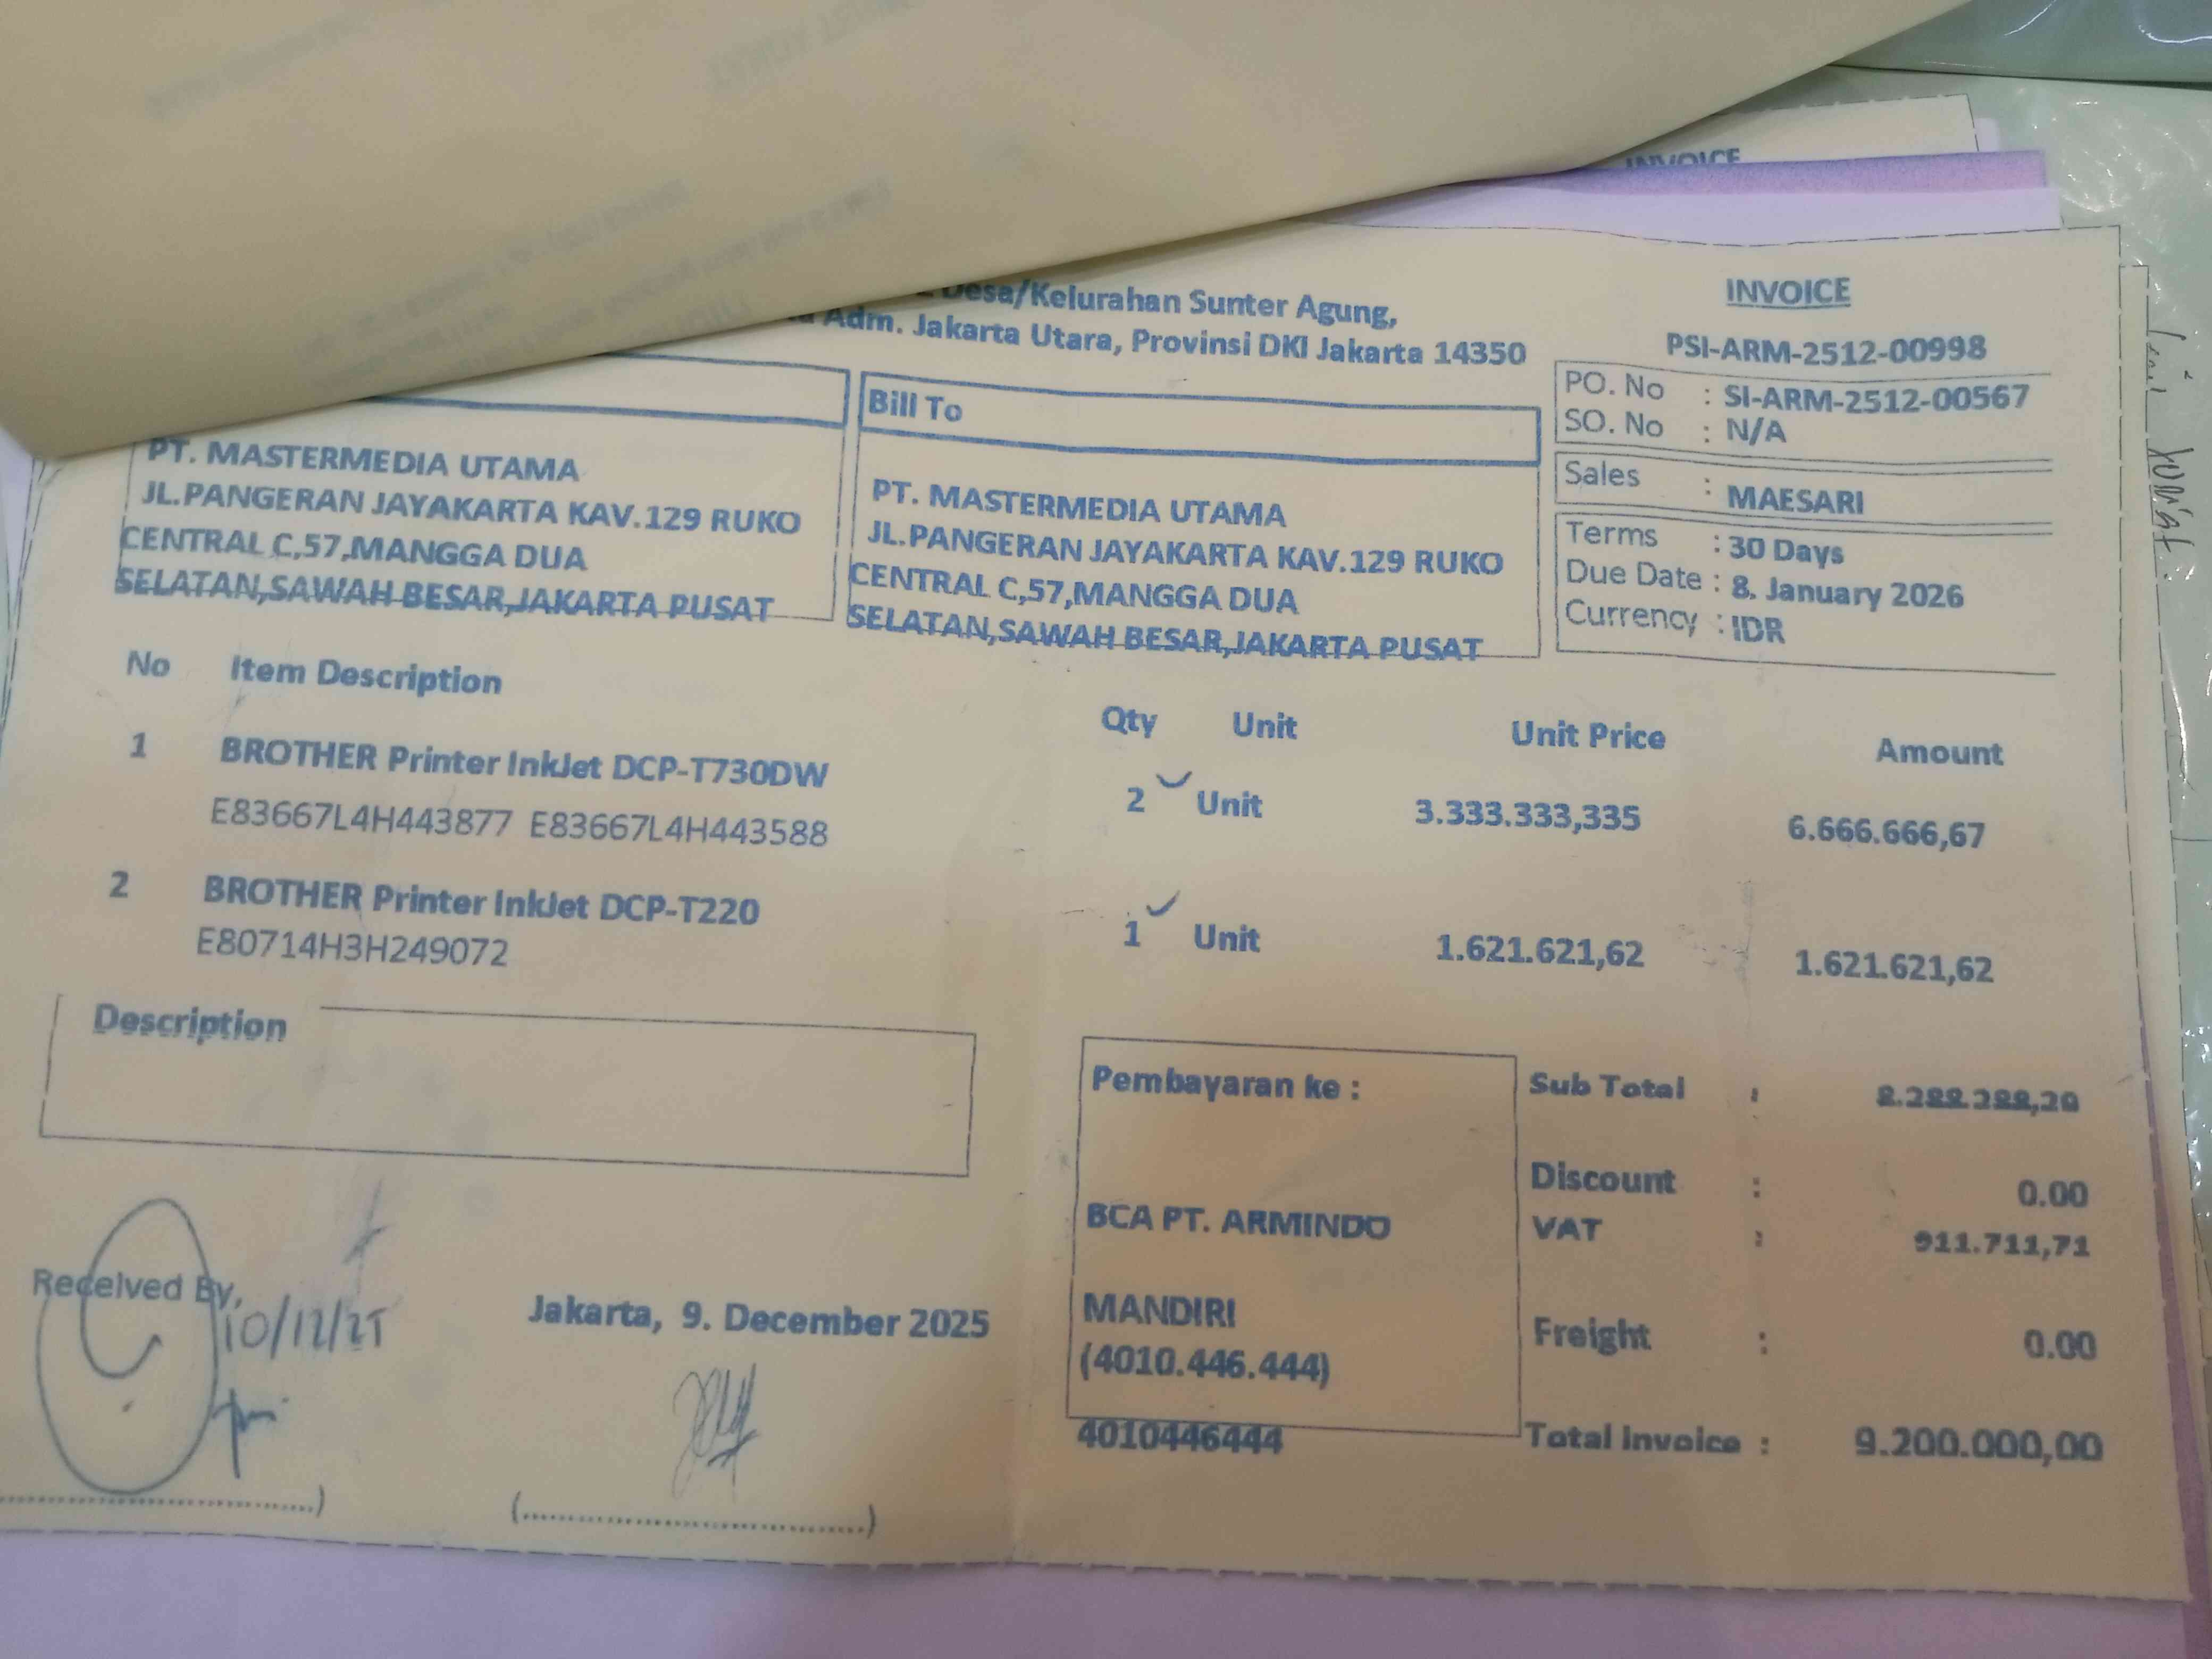 INVOICE
Desa/Kelurahan Sunter Agung,
Adm. Jakarta Utara, Provinsi DKI Jakarta 14350
INVOICE
PSI-ARM-2512-00998
PO. No : SI-ARM-2512-00567
SO. No : N/A
Sales : MAESARI
Terms : 30 Days
Due Date : 8. January 2026
Currency : IDR
PT. MASTERMEDIA UTAMA
JL.PANGERAN JAYAKARTA KAV.129 RUKO
CENTRAL C,57,MANGGA DUA
SELATAN,SAWAH BESAR,JAKARTA PUSAT
Bill To
PT. MASTERMEDIA UTAMA
JL.PANGERAN JAYAKARTA KAV.129 RUKO
CENTRAL C,57,MANGGA DUA
SELATAN,SAWAH BESAR,JAKARTA PUSAT
No Item Description Qty Unit Unit Price Amount
1 BROTHER Printer InkJet DCP-T730DW 2 Unit 3.333.333,335 6.666.666,67
E83667L4H443877 E83667L4H443588
2 BROTHER Printer InkJet DCP-T220 1 Unit 1.621.621,62 1.621.621,62
E80714H3H249072
Description
Pembayaran ke :
BCA PT. ARMINDO
MANDIRI
(4010.446.444)
4010446444
Sub Total : 8.288.288,29
Discount : 0.00
VAT : 911.711,71
Freight : 0.00
Total Invoice : 9.200.000,00
Received By,
10/12/25
Jakarta, 9. December 2025